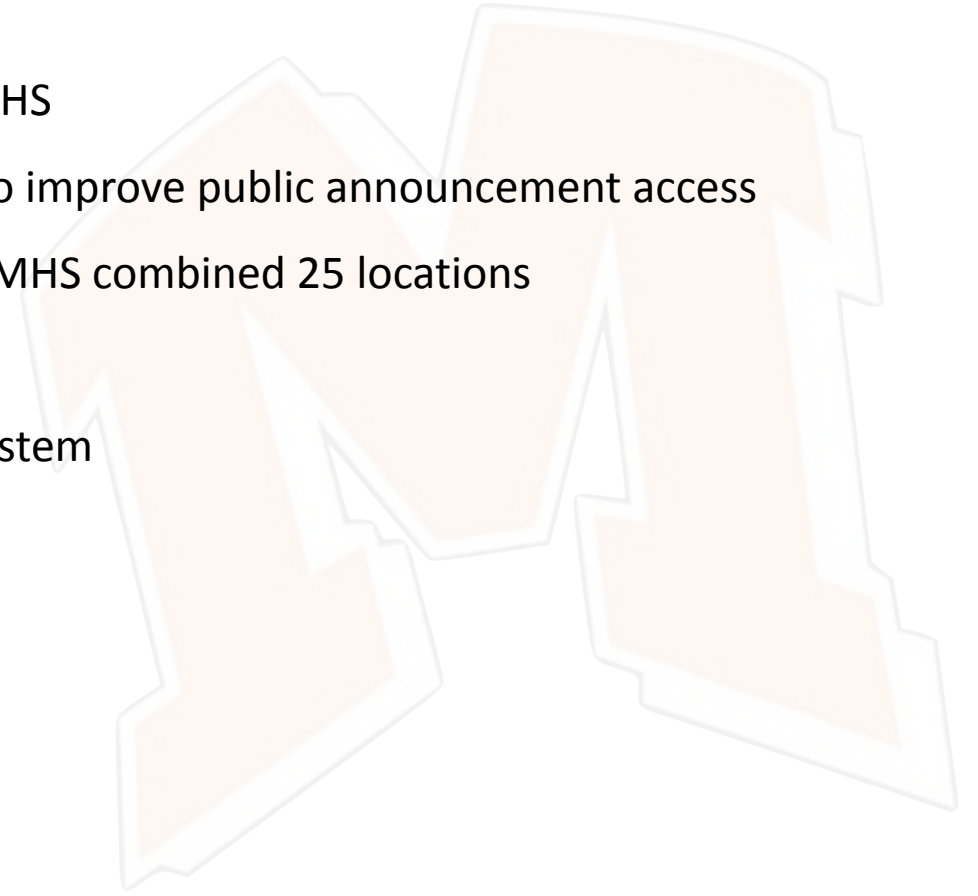 HS
o improve public announcement access
MHS combined 25 locations
stem